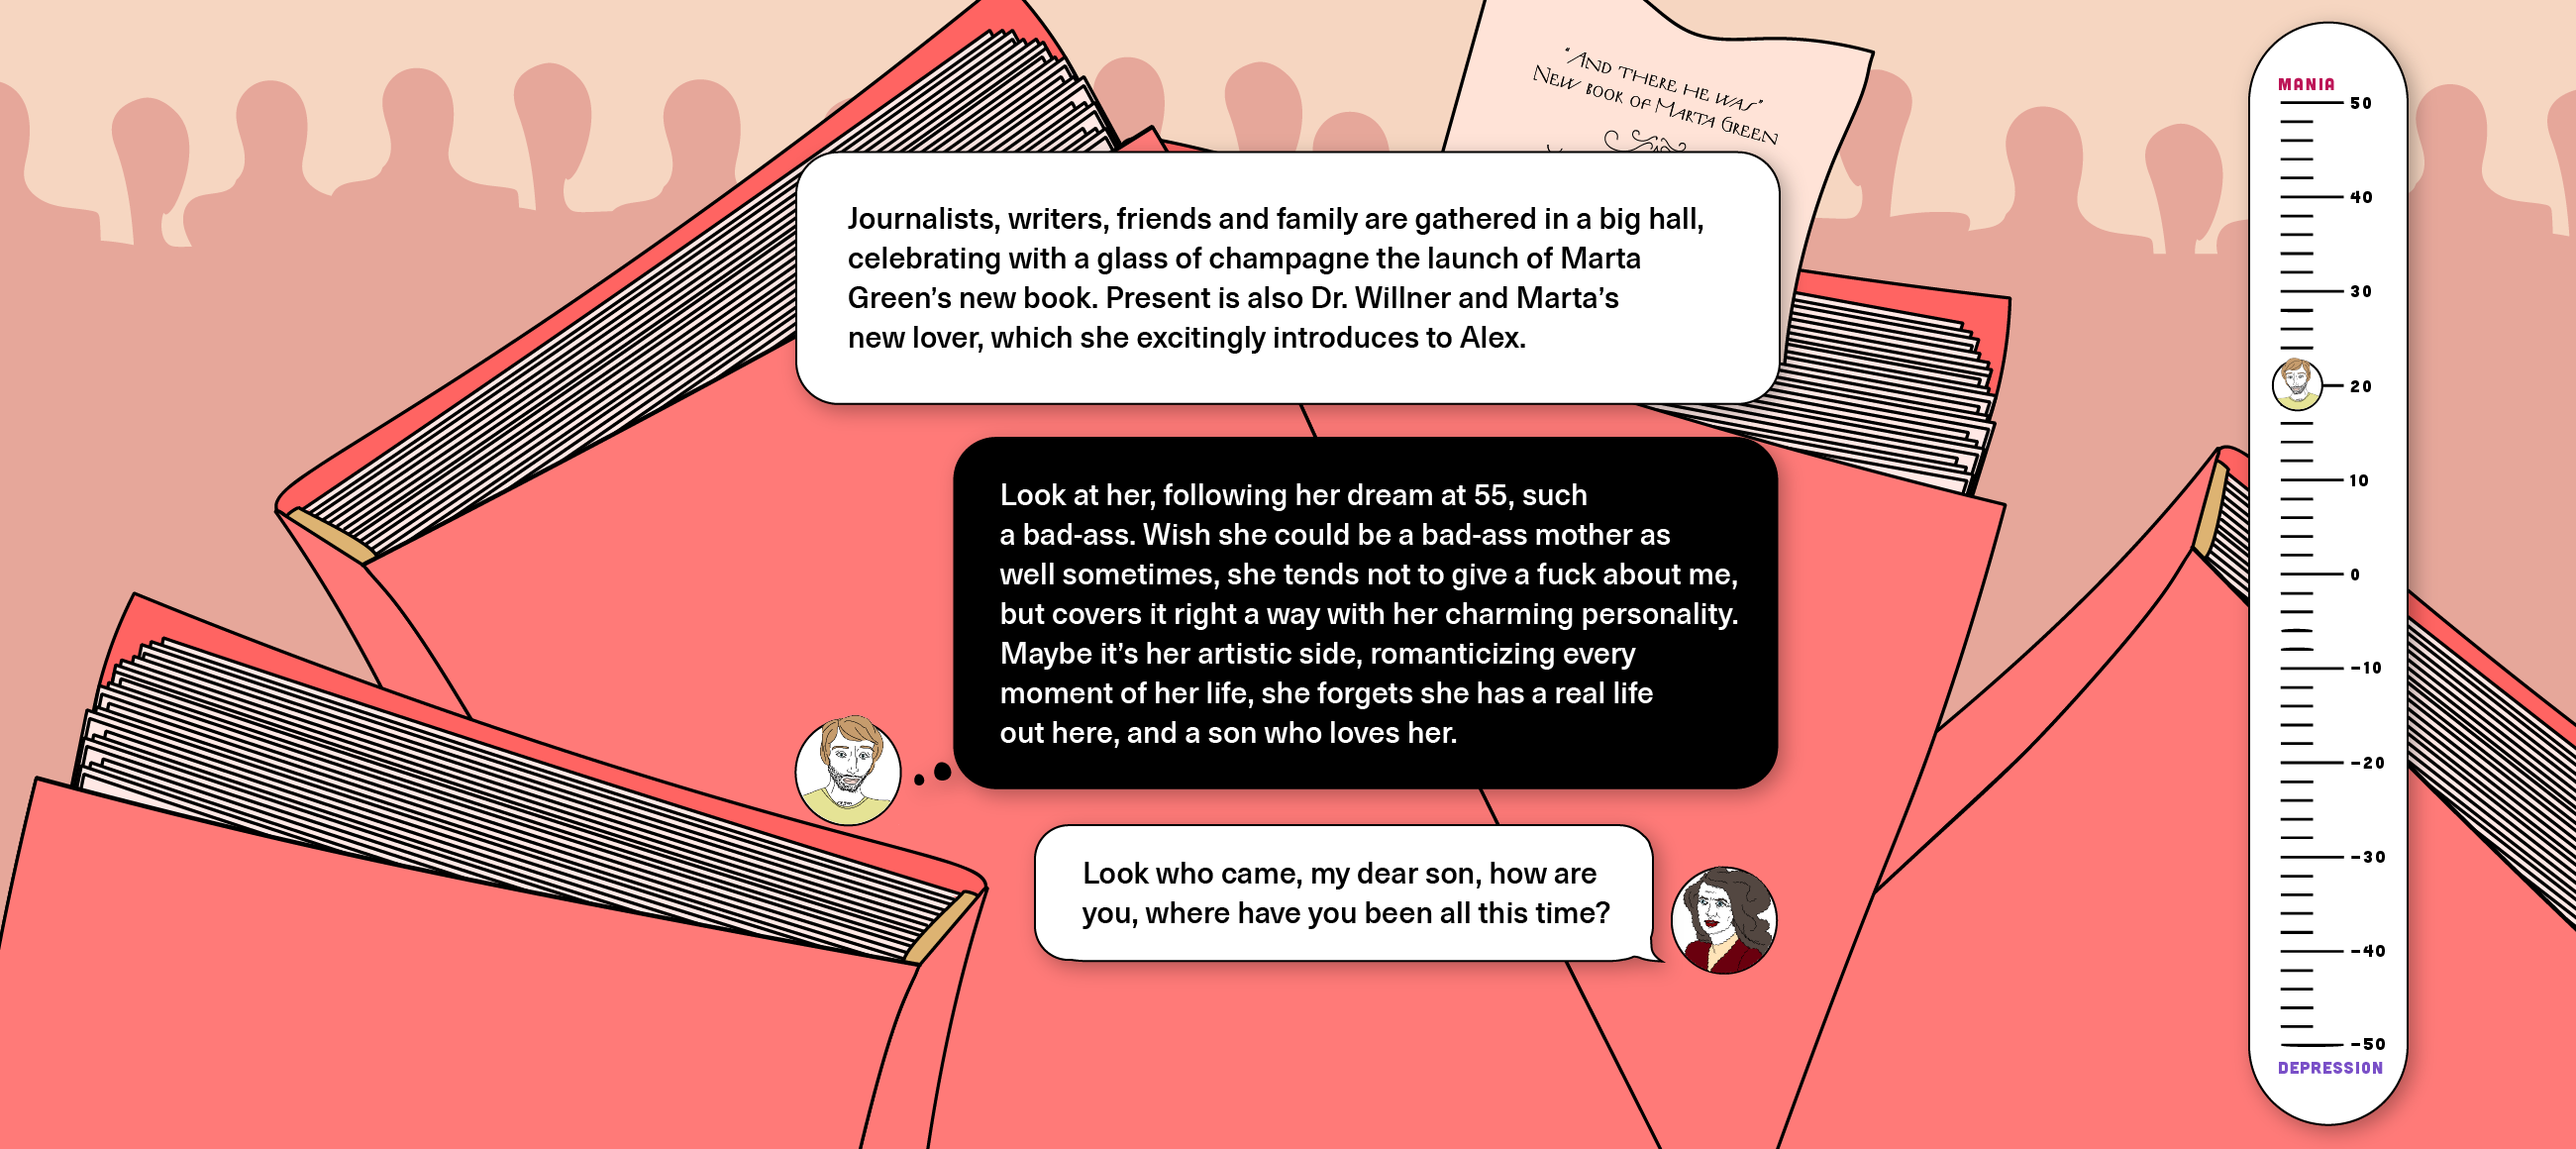 "AND THERE HE WAS"
NEW BOOK OF MARTA GREEN
Journalists, writers, friends and family are gathered in a big hall,
celebrating with a glass of champagne the launch of Marta
Green's new book. Present is also Dr. Willner and Marta's
new lover, which she excitingly introduces to Alex.
Look at her, following her dream at 55, such
a bad-ass. Wish she could be a bad-ass mother as
well sometimes, she tends not to give a fuck about me,
but covers it right a way with her charming personality.
Maybe it's her artistic side, romanticizing every
moment of her life, she forgets she has a real life
out here, and a son who loves her.
Look who came, my dear son, how are
you, where have you been all this time?
MANIA
50
40
30
20
10
0
-10
-20
-30
-40
-50
DEPRESSION